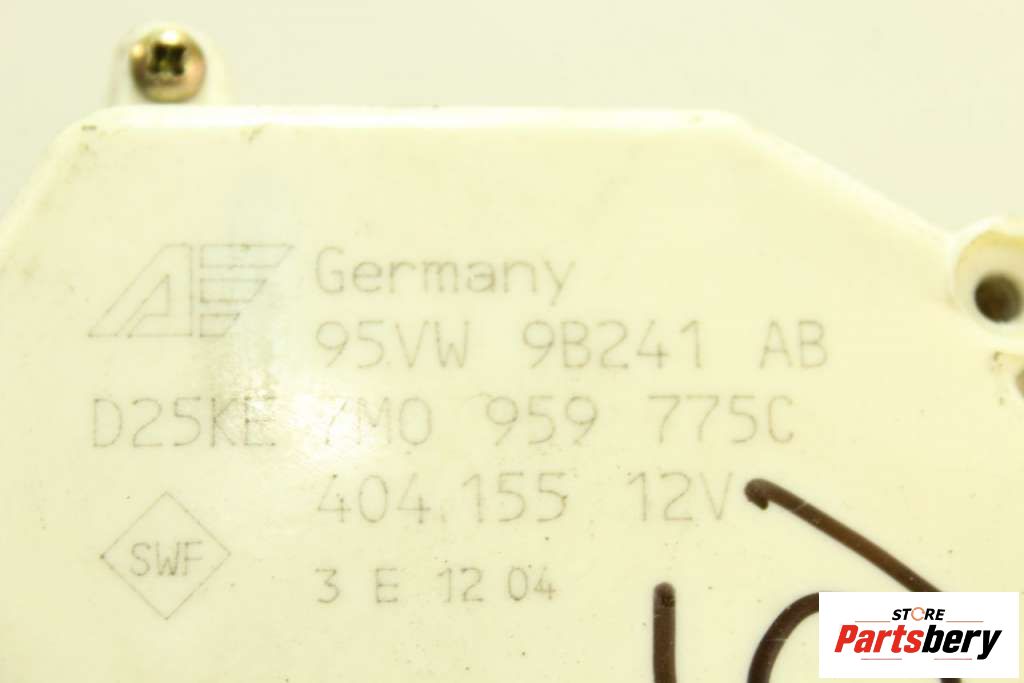 Germany
95VW 9B241 AB
D25KE 7M0 959 775C
404.155 12V
SWF
3 E 12 04
STORE
Partsbery